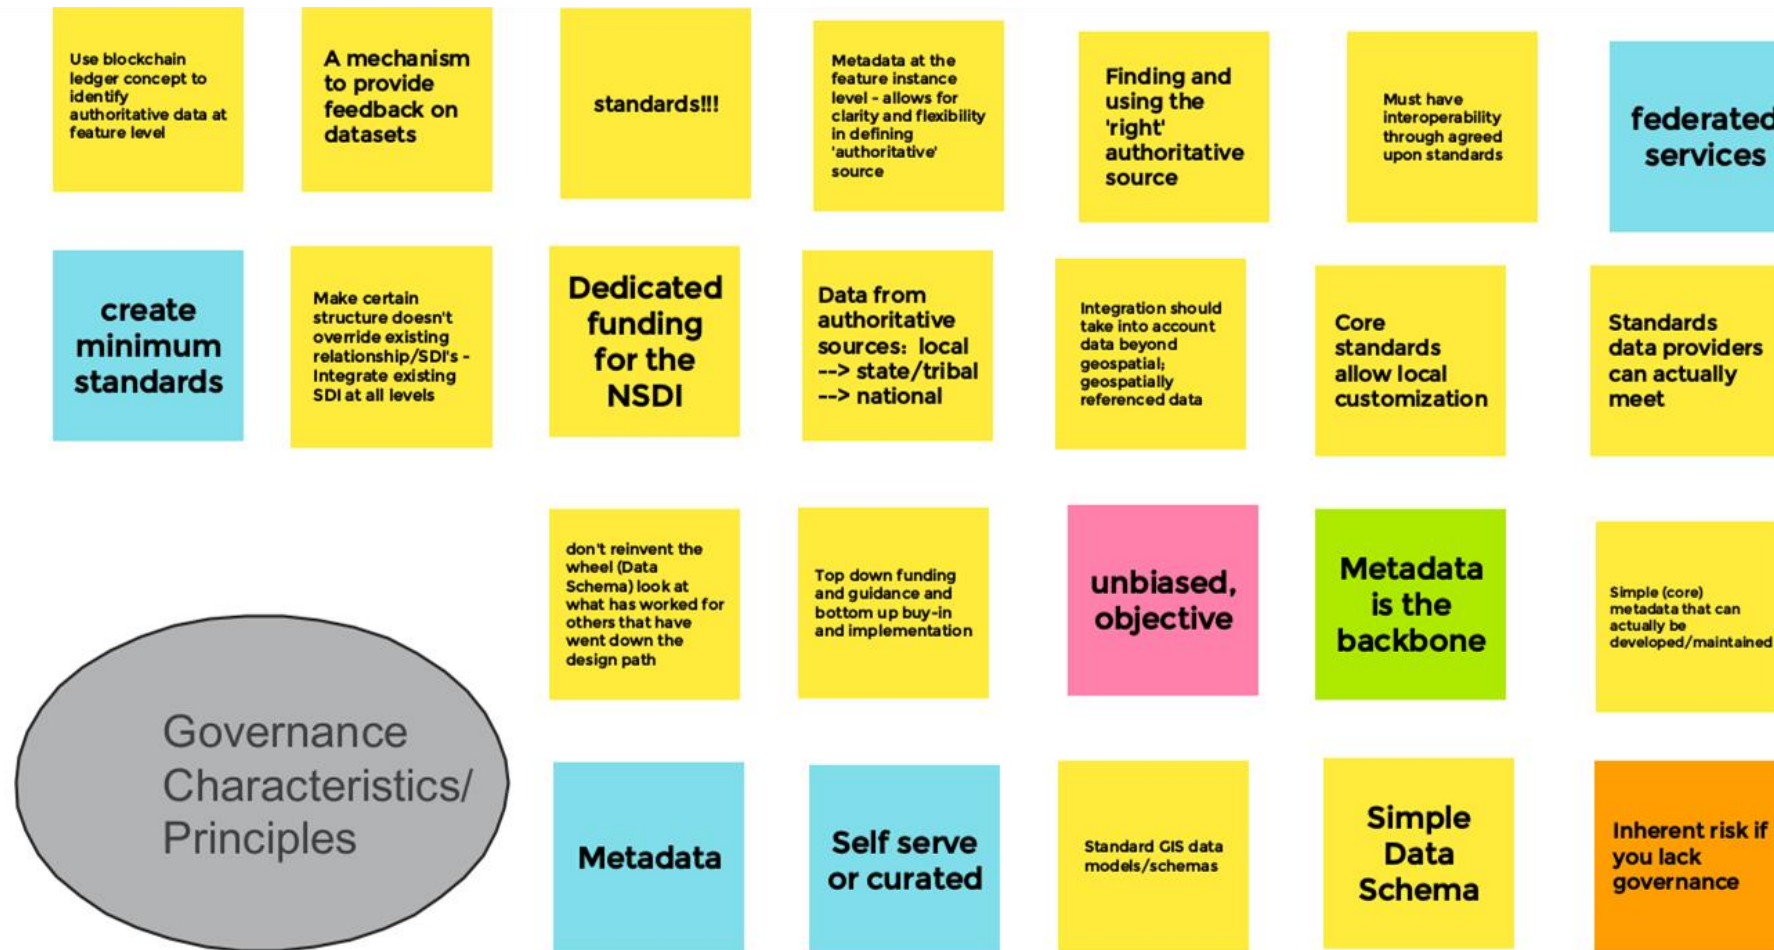 Use blockchain
ledger concept to
identify
authoritative data at
feature level
A mechanism
to provide
feedback on
datasets
standards!!!
Metadata at the
feature instance
level - allows for
clarity and flexibility
in defining
'authoritative'
source
Finding and
using the
'right'
authoritative
source
Must have
interoperability
through agreed
upon standards
federated
services
create
minimum
standards
Make certain
structure doesn't
override existing
relationship/SDI's -
Integrate existing
SDI at all levels
Dedicated
funding
for the
NSDI
Data from
authoritative
sources: local
--> state/tribal
--> national
Integration should
take into account
data beyond
geospatial;
geospatially
referenced data
Core
standards
allow local
customization
Standards
data providers
can actually
meet
don't reinvent the
wheel (Data
Schema) look at
what has worked for
others that have
went down the
design path
Top down funding
and guidance and
bottom up buy-in
and implementation
unbiased,
objective
Metadata
is the
backbone
Simple (core)
metadata that can
actually be
developed/maintained
Governance
Characteristics/
Principles
Metadata
Self serve
or curated
Standard GIS data
models/schemas
Simple
Data
Schema
Inherent risk if
you lack
governance